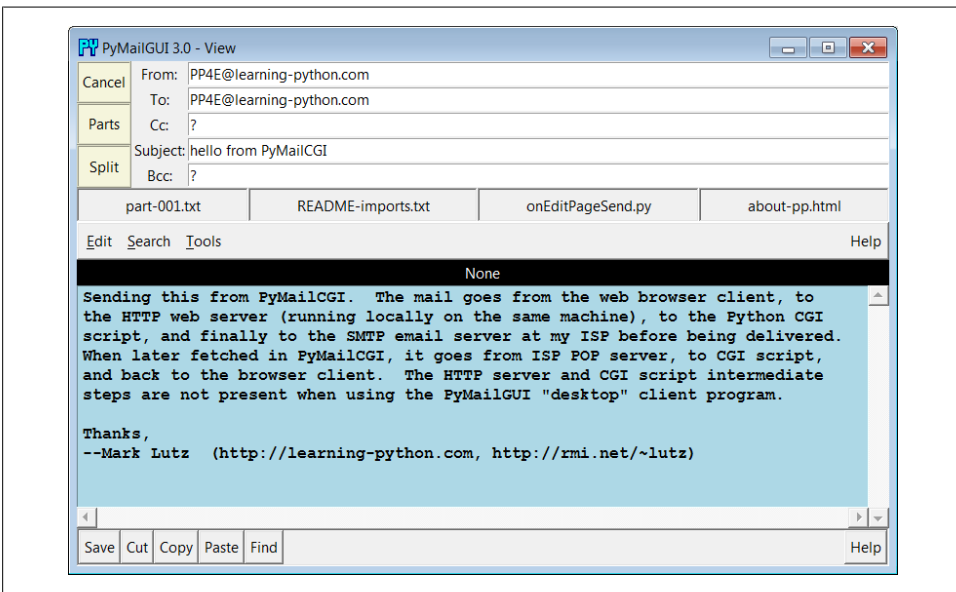 PY PyMailGUI 3.0 - View
Cancel
From: PP4E@learning-python.com
To: PP4E@learning-python.com
Parts
Cc: ?
Subject: hello from PyMailCGI
Split
Bcc: ?
part-001.txt README-imports.txt onEditPageSend.py about-pp.html
Edit Search Tools Help
None
Sending this from PyMailCGI.  The mail goes from the web browser client, to
the HTTP web server (running locally on the same machine), to the Python CGI
script, and finally to the SMTP email server at my ISP before being delivered.
When later fetched in PyMailCGI, it goes from ISP POP server, to CGI script,
and back to the browser client.  The HTTP server and CGI script intermediate
steps are not present when using the PyMailGUI "desktop" client program.
Thanks,
--Mark Lutz  (http://learning-python.com, http://rmi.net/~lutz)
Save Cut Copy Paste Find Help